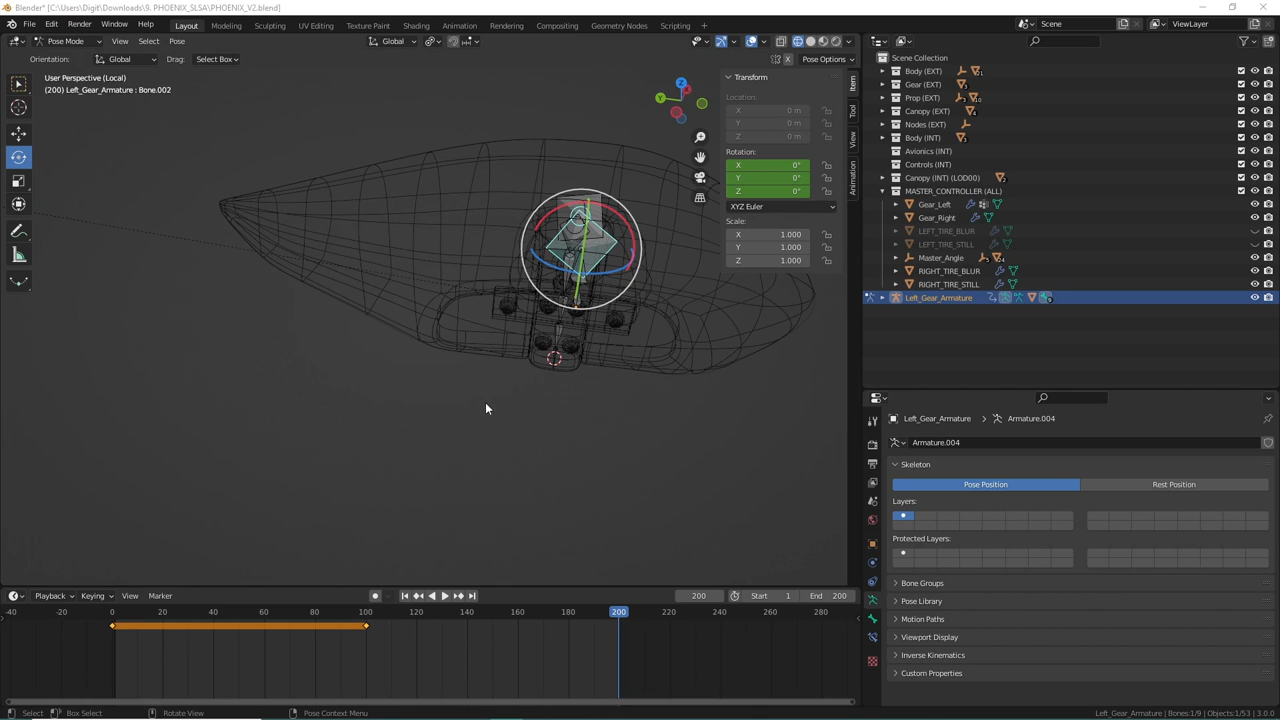 Blender* [C:\Users\Digit\Downloads\9. PHOENIX_SLSA\PHOENIX_V2.blend]
File Edit Render Window Help Layout Modeling Sculpting UV Editing Texture Paint Shading Animation Rendering Compositing Geometry Nodes Scripting + Scene ViewLayer
Pose Mode View Select Pose Global
Orientation: Global Drag: Select Box X Pose Options
User Perspective (Local)
(200) Left_Gear_Armature : Bone.002
Z
Y
Transform
Location:
X 0 m
Y 0 m
Z 0 m
Rotation:
X 0°
Y 0°
Z 0°
XYZ Euler
Scale:
X 1.000
Y 1.000
Z 1.000
Item
Tool
View
Animation
Scene Collection
Body (EXT)
Gear (EXT)
Prop (EXT)
Canopy (EXT)
Nodes (EXT)
Body (INT)
Avionics (INT)
Controls (INT)
Canopy (INT) (LOD00)
MASTER_CONTROLLER (ALL)
Gear_Left
Gear_Right
LEFT_TIRE_BLUR
LEFT_TIRE_STILL
Master_Angle
RIGHT_TIRE_BLUR
RIGHT_TIRE_STILL
Left_Gear_Armature
Left_Gear_Armature > Armature.004
Armature.004
Skeleton
Pose Position Rest Position
Layers:
Protected Layers:
Bone Groups
Pose Library
Motion Paths
Viewport Display
Inverse Kinematics
Custom Properties
Playback Keying View Marker 200 Start 1 End 200
-40 -20 0 20 40 60 80 100 120 140 160 180 200 220 240 260 280
Select Box Select Rotate View Pose Context Menu Left_Gear_Armature | Bones:1/9 | Objects:1/53 | 3.0.0